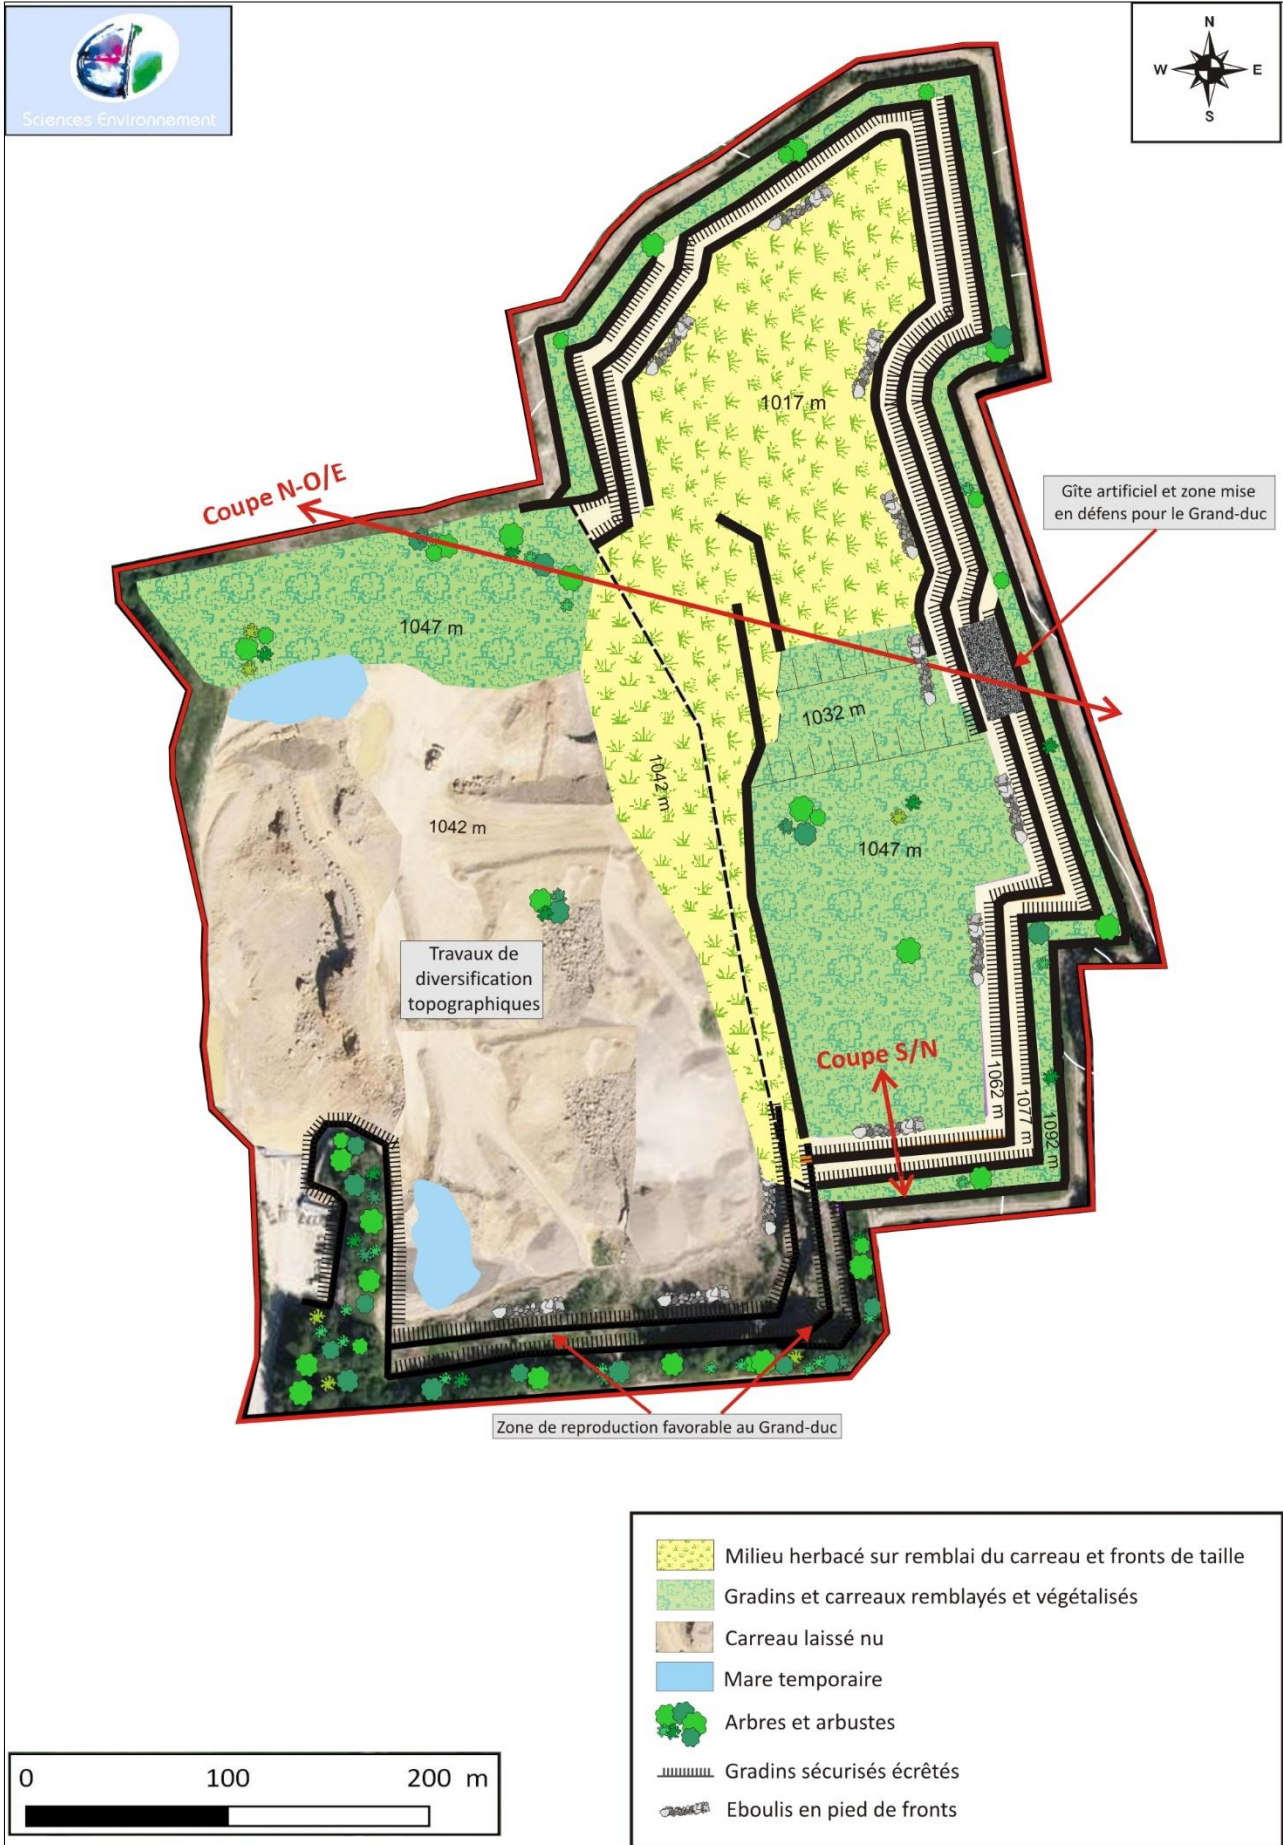 Sciences Environnement
N
W
E
S
1017 m
Coupe N-O/E
Gîte artificiel et zone mise
en défens pour le Grand-duc
1047 m
1032 m
1042 m
1042 m
1047 m
Travaux de
diversification
topographiques
Coupe S/N
1062 m
1077 m
1092 m
Zone de reproduction favorable au Grand-duc
Milieu herbacé sur remblai du carreau et fronts de taille
Gradins et carreaux remblayés et végétalisés
Carreau laissé nu
Mare temporaire
Arbres et arbustes
Gradins sécurisés écrêtés
Eboulis en pied de fronts
0 100 200 m